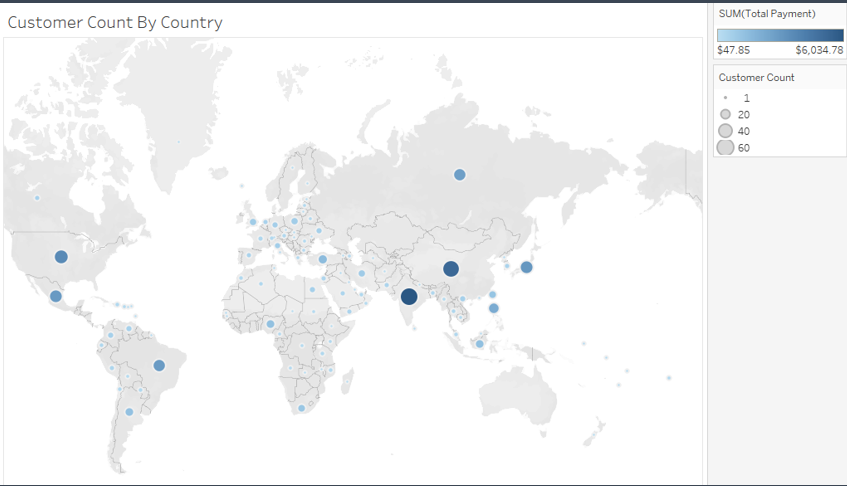 Customer Count By Country
SUM(Total Payment)
$47.85 $6,034.78
Customer Count
1
20
40
60